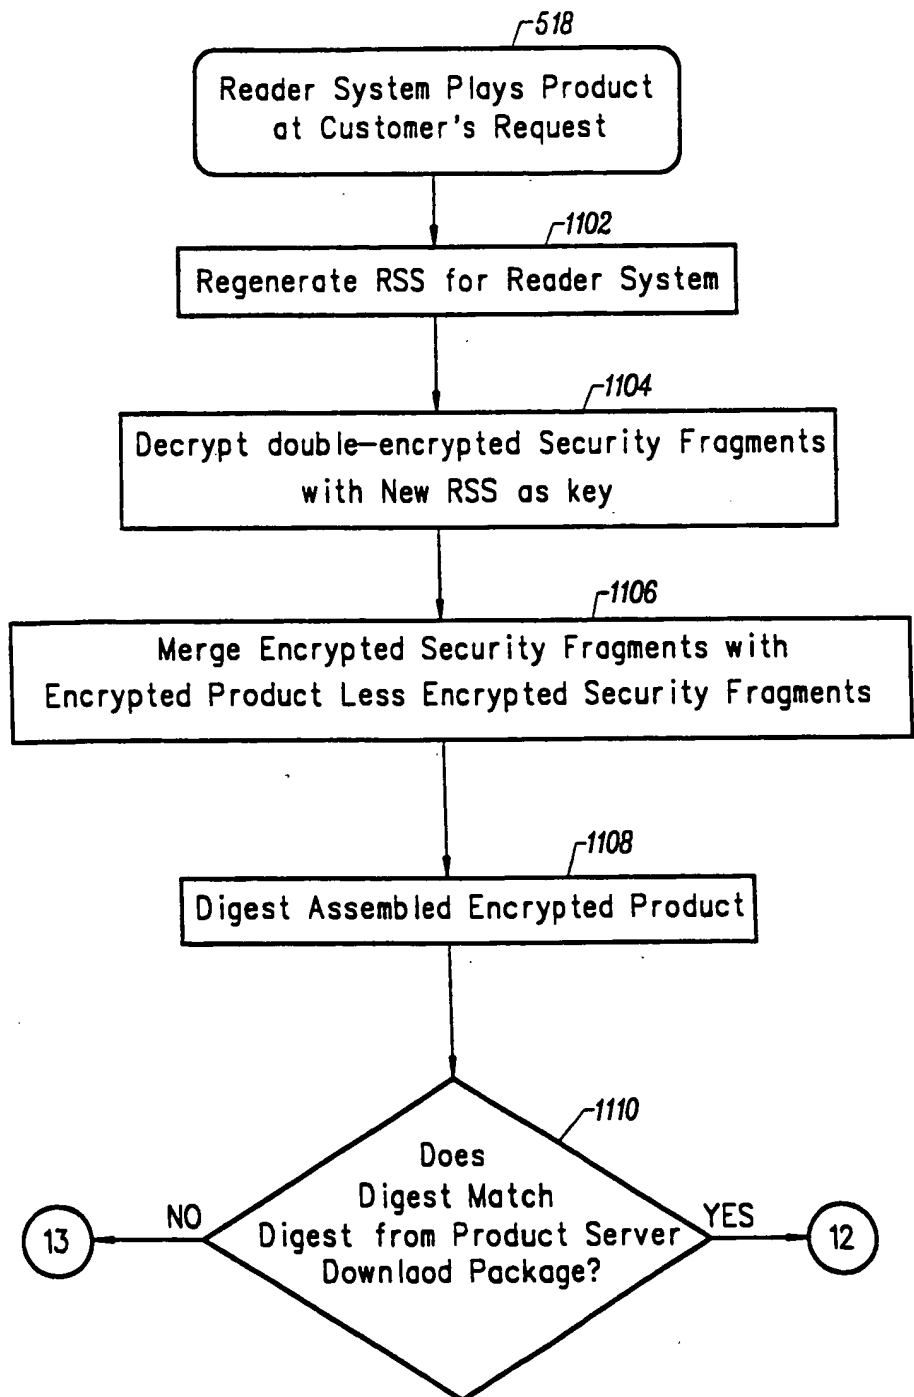 518
Reader System Plays Product
at Customer's Request
1102
Regenerate RSS for Reader System
1104
Decrypt double-encrypted Security Fragments
with New RSS as key
1106
Merge Encrypted Security Fragments with
Encrypted Product Less Encrypted Security Fragments
1108
Digest Assembled Encrypted Product
1110
Does
Digest Match
Digest from Product Server
Downlaod Package?
NO
YES
13
12